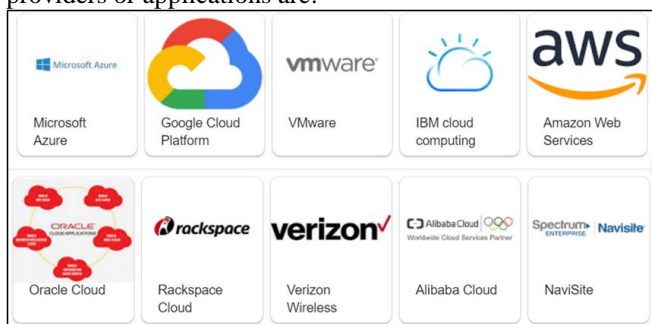 providers or applications are:
Microsoft Azure
vmware
aws
Microsoft
Azure
Google Cloud
Platform
VMware
IBM cloud
computing
Amazon Web
Services
ORACLE
CLOUD APPLICATIONS
rackspace
verizon
Alibaba Cloud
Worldwide Cloud Services Partner
Spectrum
ENTERPRISE
Navisite
Oracle Cloud
Rackspace
Cloud
Verizon
Wireless
Alibaba Cloud
NaviSite